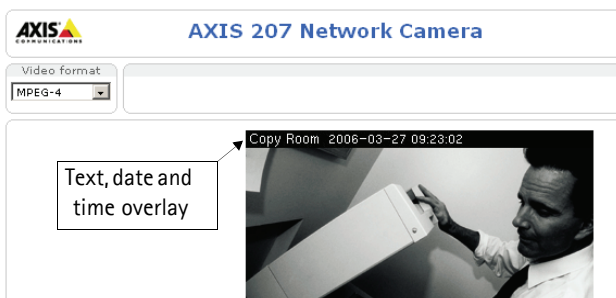 AXIS
COMMUNICATIONS
AXIS 207 Network Camera
Video format
MPEG-4
Copy Room 2006-03-27 09:23:02
Text, date and
time overlay